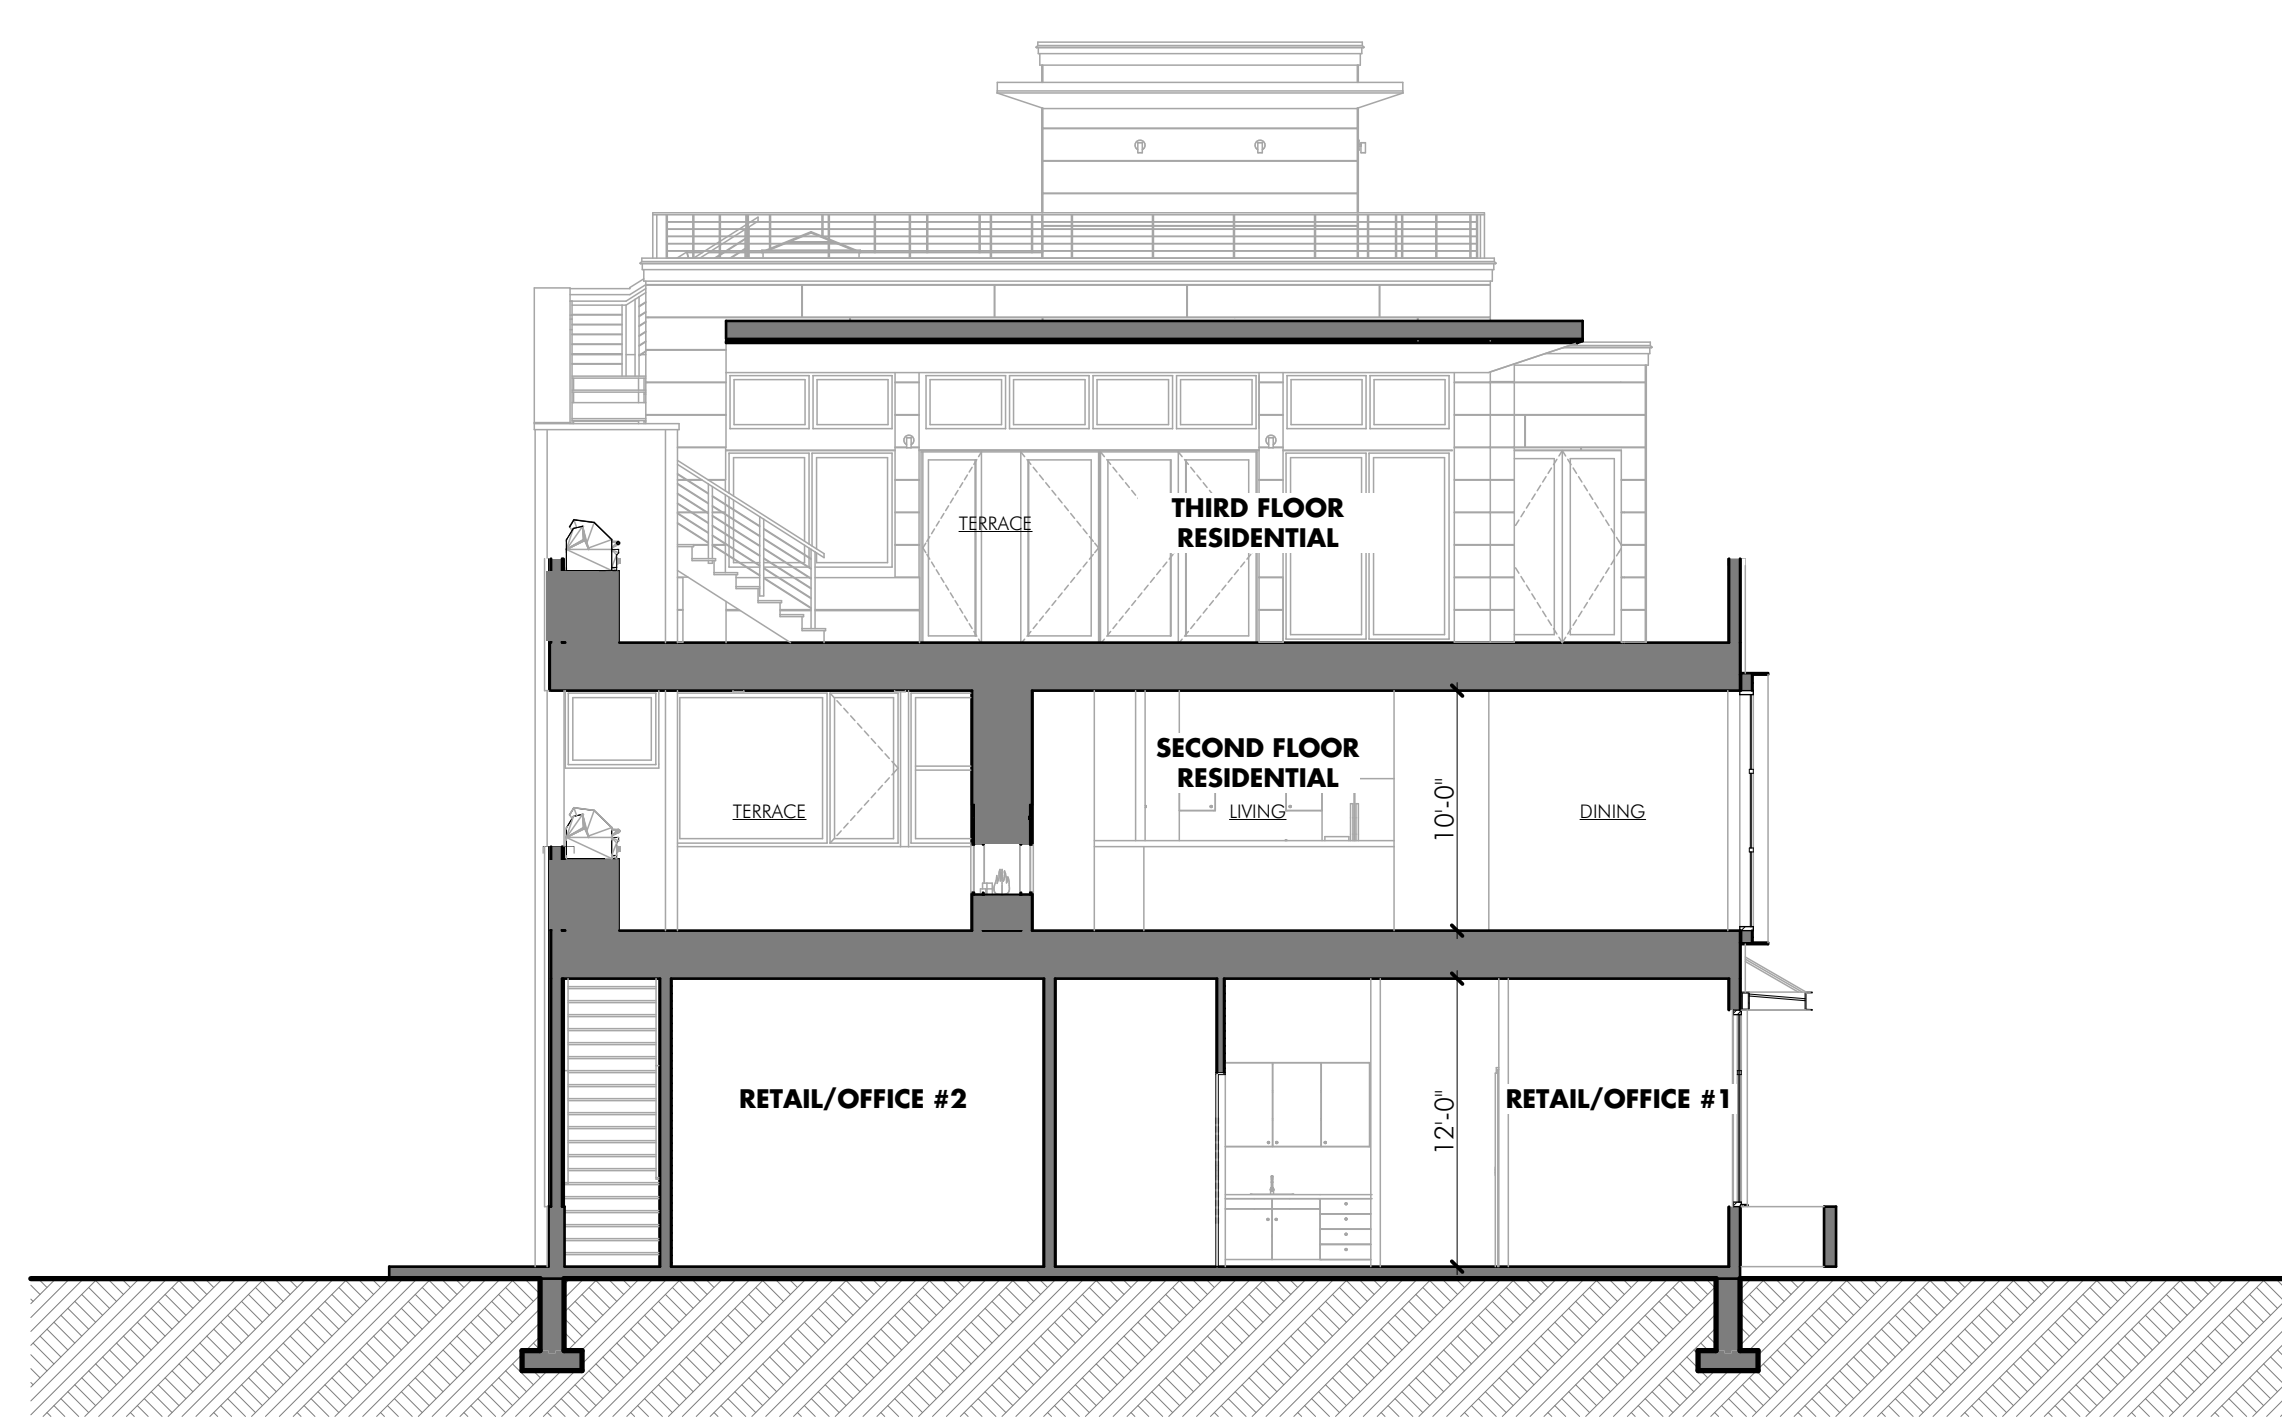 THIRD FLOOR
RESIDENTIAL
TERRACE
SECOND FLOOR
RESIDENTIAL
TERRACE
LIVING
10'-0"
DINING
RETAIL/OFFICE #2
12'-0"
RETAIL/OFFICE #1